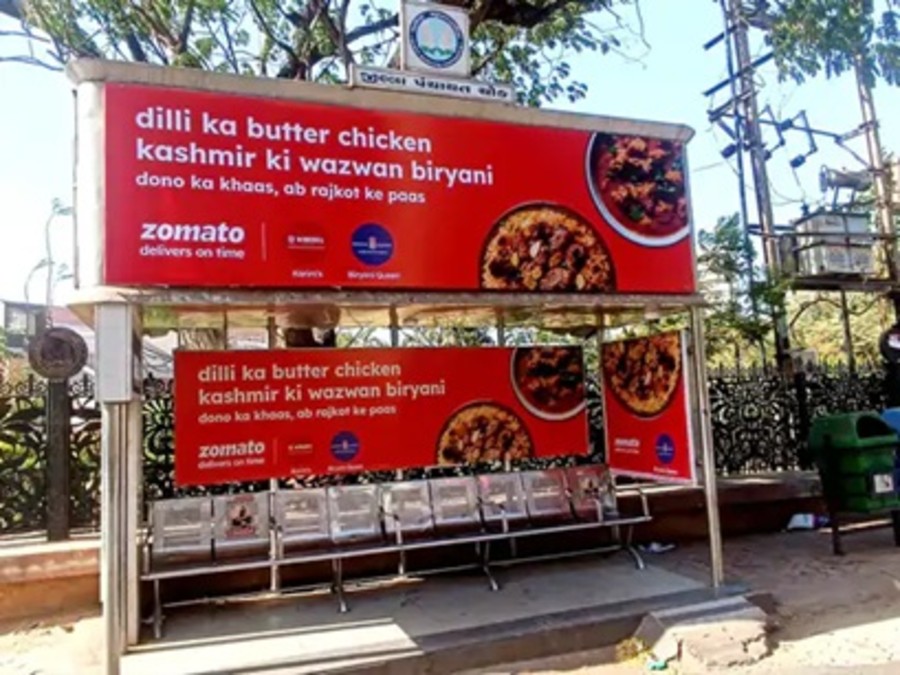 જીલ્લા પંચાયત ચોક
dilli ka butter chicken
kashmir ki wazwan biryani
dono ka khaas, ab rajkot ke paas
zomato
delivers on time
Karim's
Biryani Queen
dilli ka butter chicken
kashmir ki wazwan biryani
dono ka khaas, ab rajkot ke paas
zomato
delivers on time
zomato